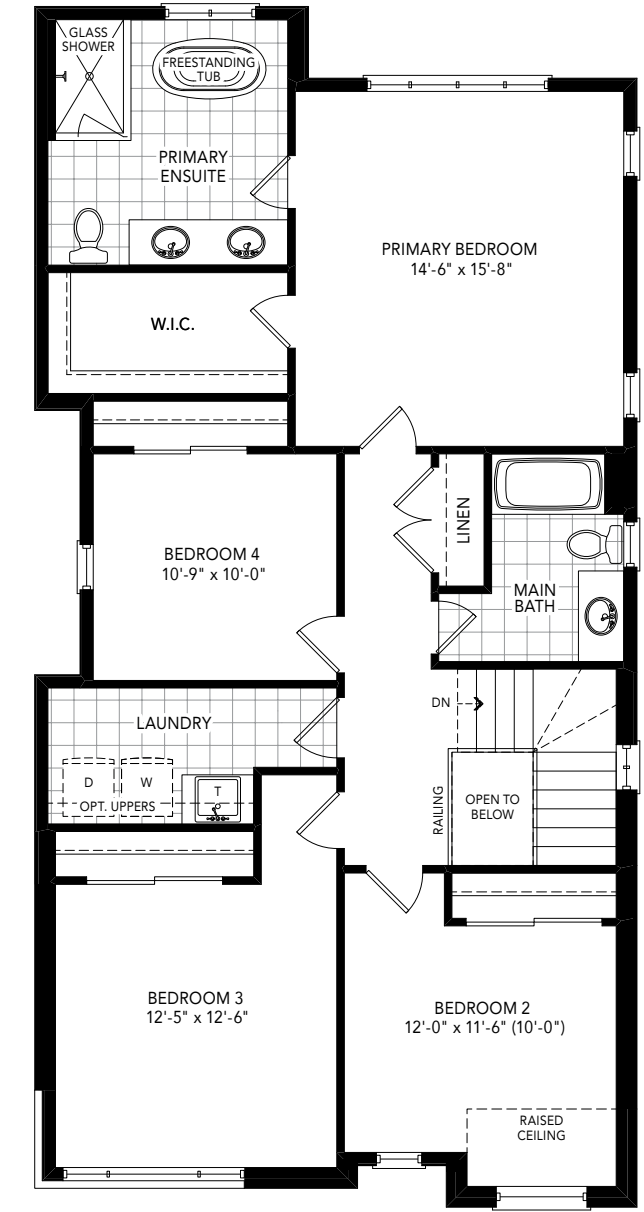 GLASS
SHOWER
FREESTANDING
TUB
PRIMARY
ENSUITE
PRIMARY BEDROOM
14'-6" x 15'-8"
W.I.C.
LINEN
BEDROOM 4
10'-9" x 10'-0"
MAIN
BATH
DN
LAUNDRY
D
W
T
OPT. UPPERS
RAILING
OPEN TO
BELOW
BEDROOM 3
12'-5" x 12'-6"
BEDROOM 2
12'-0" x 11'-6" (10'-0")
RAISED
CEILING